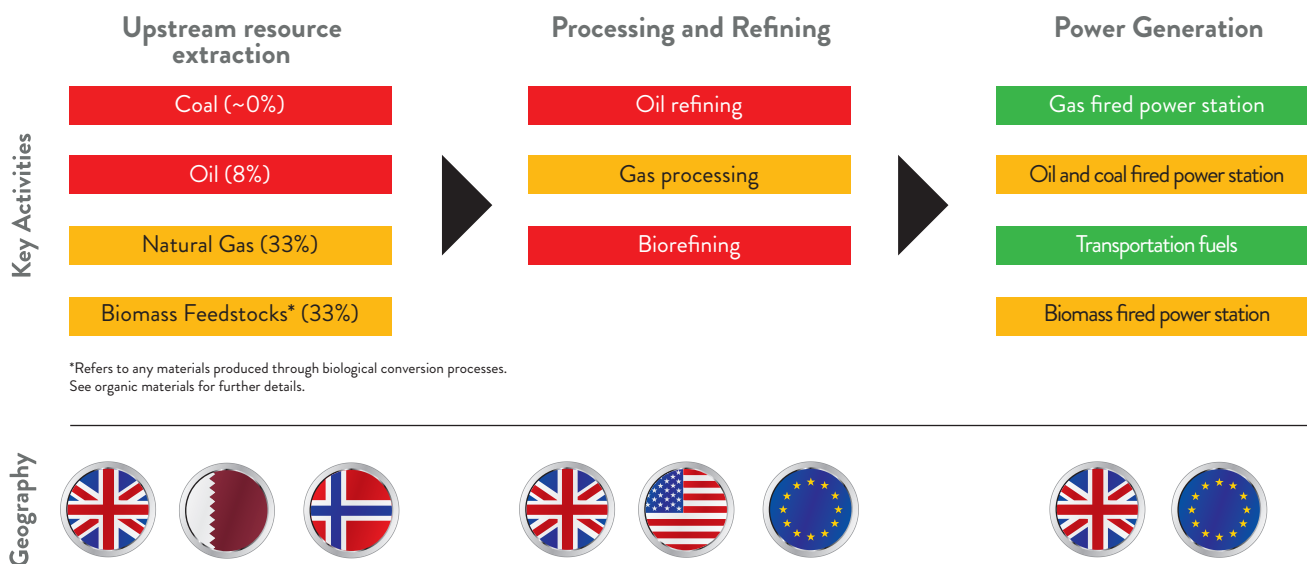 Upstream resource
extraction
Processing and Refining
Power Generation
Key Activities
Coal (~0%)
Oil (8%)
Natural Gas (33%)
Biomass Feedstocks* (33%)
Oil refining
Gas processing
Biorefining
Gas fired power station
Oil and coal fired power station
Transportation fuels
Biomass fired power station
*Refers to any materials produced through biological conversion processes.
See organic materials for further details.
Geography